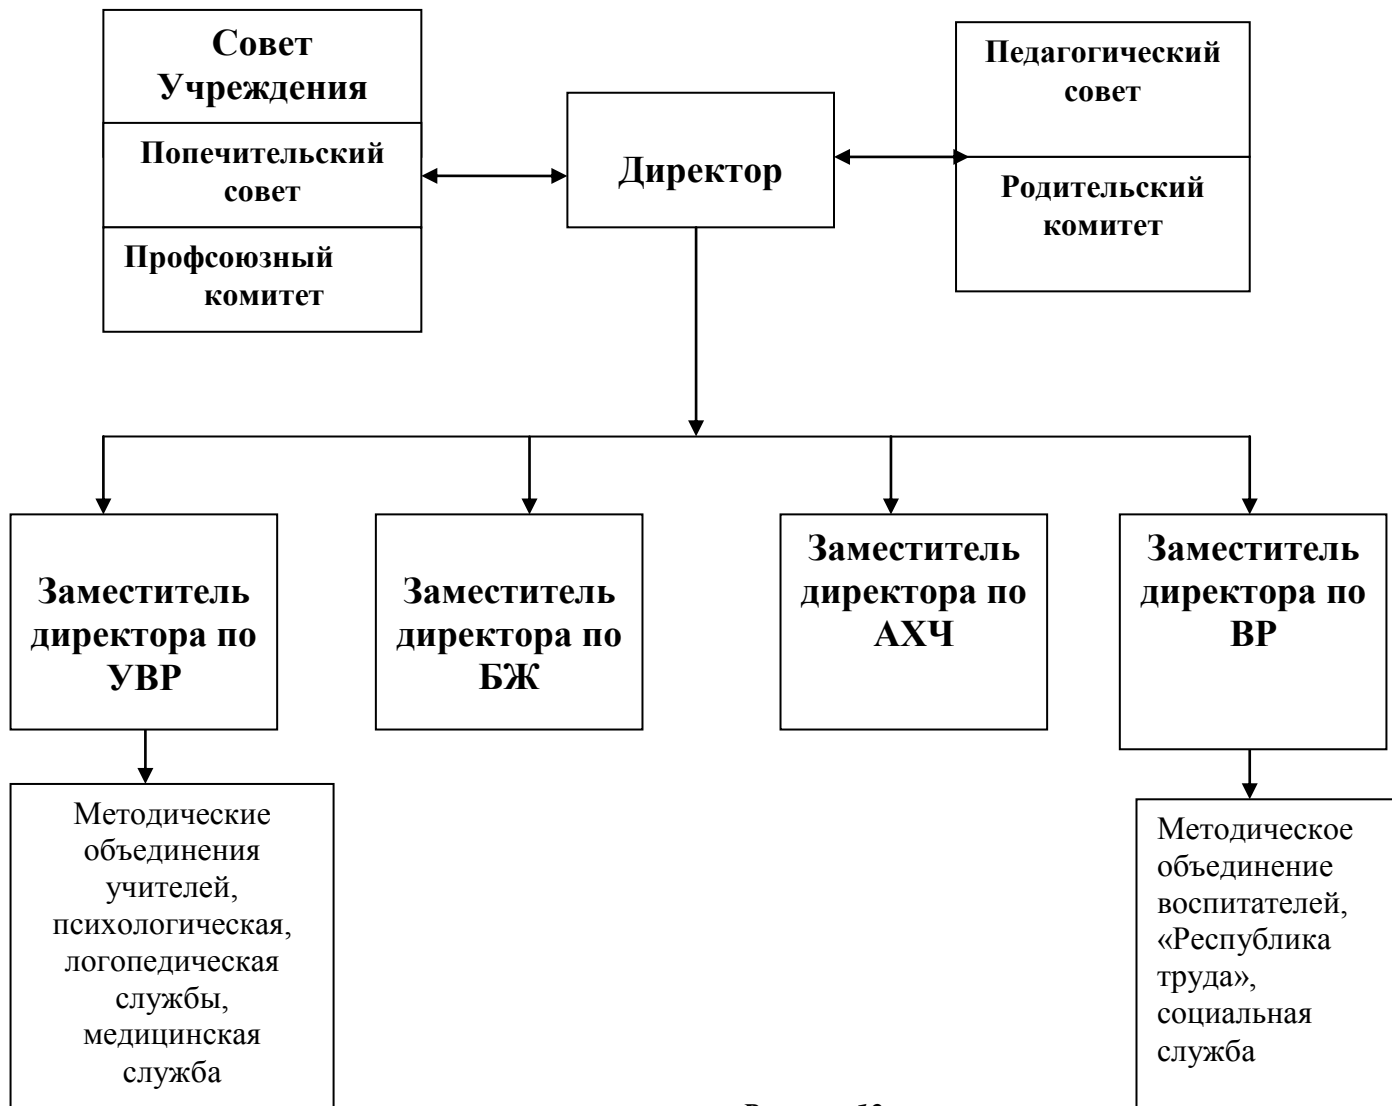 Совет
Учреждения
Попечительский
совет
Профсоюзный
комитет
Директор
Педагогический
совет
Родительский
комитет
Заместитель
директора по
УВР
Заместитель
директора по
БЖ
Заместитель
директора по
АХЧ
Заместитель
директора по
ВР
Методические
объединения
учителей,
психологическая,
логопедическая
службы,
медицинская
служба
Методическое
объединение
воспитателей,
«Республика
труда»,
социальная
служба